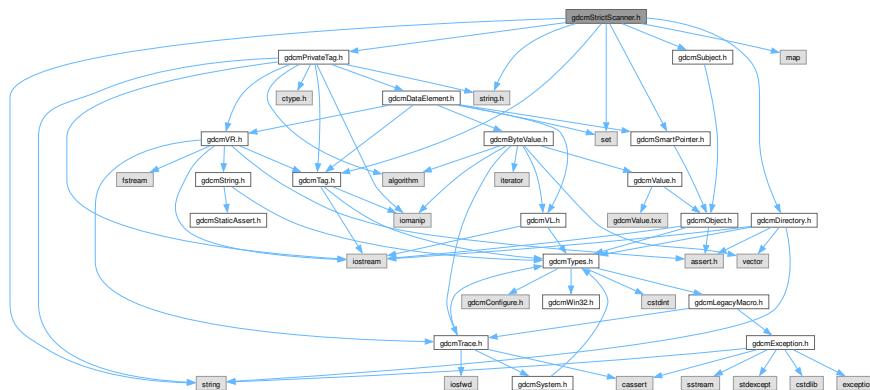 gdcmStrictScanner.h
gdcmPrivateTag.h
gdcmSubject.h
map
ctype.h
gdcmDataElement.h
string.h
gdcmVR.h
gdcmByteValue.h
set
gdcmSmartPointer.h
fstream
gdcmString.h
gdcmTag.h
algorithm
iterator
gdcmValue.h
gdcmStaticAssert.h
iomanip
gdcmVL.h
gdcmValue.txx
gdcmObject.h
gdcmDirectory.h
iostream
gdcmTypes.h
assert.h
vector
gdcmConfigure.h
gdcmWin32.h
cstdint
gdcmLegacyMacro.h
gdcmTrace.h
gdcmException.h
string
iosfwd
gdcmSystem.h
cassert
sstream
stdexcept
cstdlib
exception